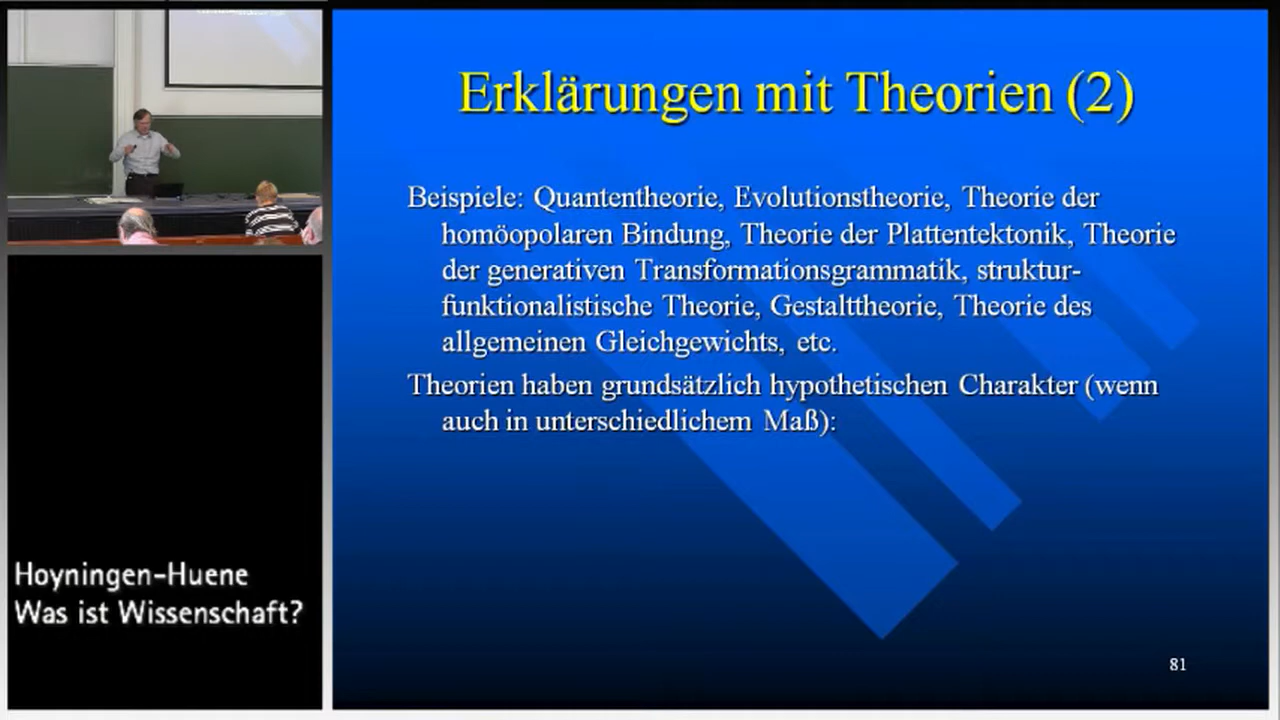 Erklärungen mit Theorien (2)
Beispiele: Quantentheorie, Evolutionstheorie, Theorie der
homöopolaren Bindung, Theorie der Plattentektonik, Theorie
der generativen Transformationsgrammatik, struktur-
funktionalistische Theorie, Gestalttheorie, Theorie des
allgemeinen Gleichgewichts, etc.
Theorien haben grundsätzlich hypothetischen Charakter (wenn
auch in unterschiedlichem Maß):
Hoyningen-Huene
Was ist Wissenschaft?
81